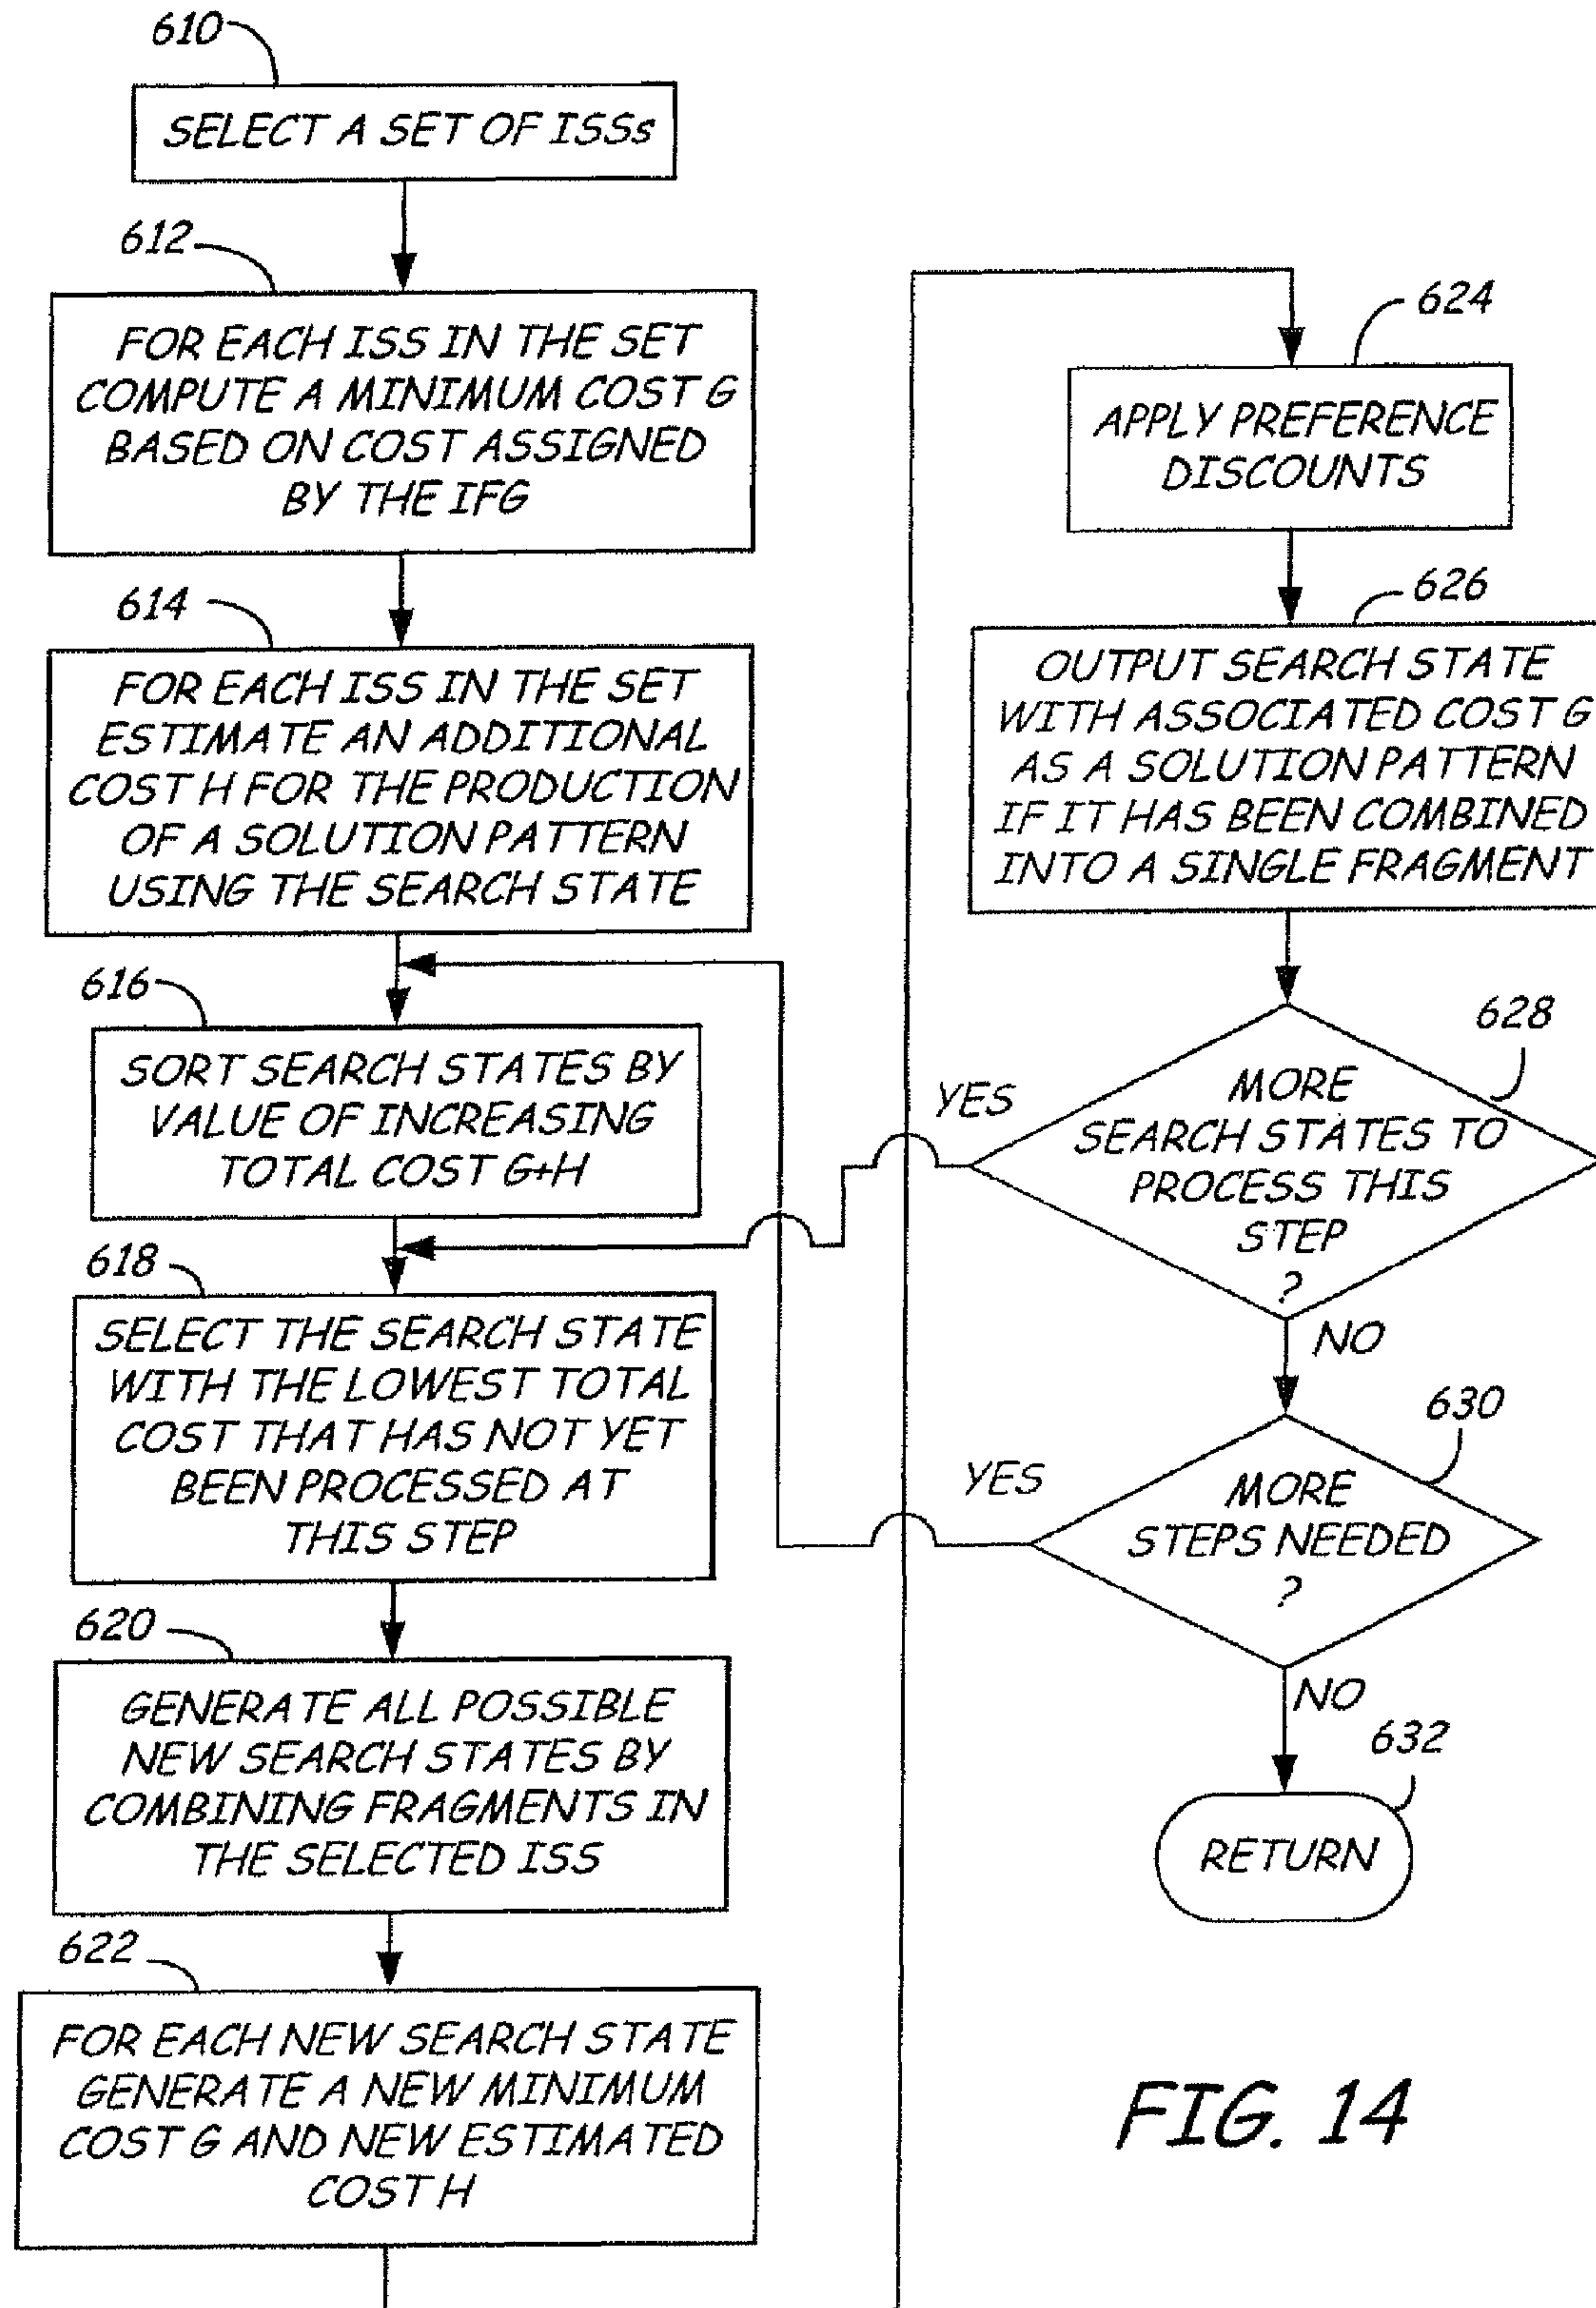 610
SELECT A SET OF ISSs
612
FOR EACH ISS IN THE SET
COMPUTE A MINIMUM COST G
BASED ON COST ASSIGNED
BY THE IFG
614
FOR EACH ISS IN THE SET
ESTIMATE AN ADDITIONAL
COST H FOR THE PRODUCTION
OF A SOLUTION PATTERN
USING THE SEARCH STATE
616
SORT SEARCH STATES BY
VALUE OF INCREASING
TOTAL COST G+H
618
SELECT THE SEARCH STATE
WITH THE LOWEST TOTAL
COST THAT HAS NOT YET
BEEN PROCESSED AT
THIS STEP
620
GENERATE ALL POSSIBLE
NEW SEARCH STATES BY
COMBINING FRAGMENTS IN
THE SELECTED ISS
622
FOR EACH NEW SEARCH STATE
GENERATE A NEW MINIMUM
COST G AND NEW ESTIMATED
COST H
624
APPLY PREFERENCE
DISCOUNTS
626
OUTPUT SEARCH STATE
WITH ASSOCIATED COST G
AS A SOLUTION PATTERN
IF IT HAS BEEN COMBINED
INTO A SINGLE FRAGMENT
628
YES
MORE
SEARCH STATES TO
PROCESS THIS
STEP
?
NO
630
YES
MORE
STEPS NEEDED
?
NO
632
RETURN
FIG. 14